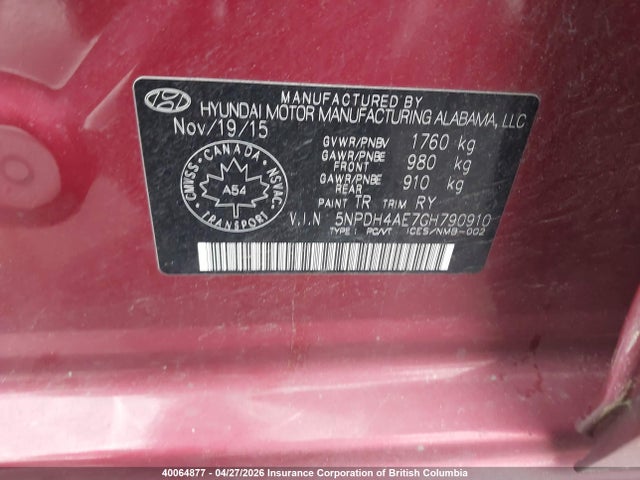 MANUFACTURED BY
HYUNDAI MOTOR MANUFACTURING ALABAMA, LLC
Nov/19/15
GVWR/PNBV 1760 kg
GAWR/PNBE FRONT 980 kg
GAWR/PNBE REAR 910 kg
PAINT TR TRIM RY
V.I.N 5NPDH4AE7GH790910
TYPE: PC/VT ICES/NMB-002
CANADA
CMVSS NSVAC
A54
TRANSPORT
40064877 - 04/27/2026 Insurance Corporation of British Columbia